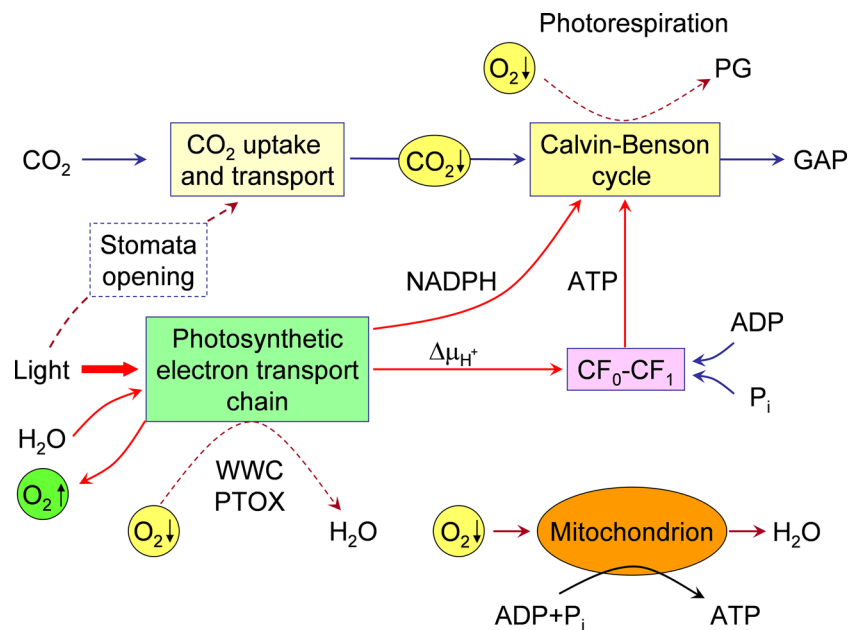 Photorespiration
O₂↓
PG
CO₂
CO₂ uptake
and transport
CO₂↓
Calvin-Benson
cycle
GAP
Stomata
opening
NADPH
ATP
Light
Photosynthetic
electron transport
chain
Δμ_H⁺
CF₀-CF₁
ADP
Pᵢ
H₂O
O₂↑
WWC
PTOX
O₂↓
H₂O
O₂↓
Mitochondrion
H₂O
ADP+Pᵢ
ATP